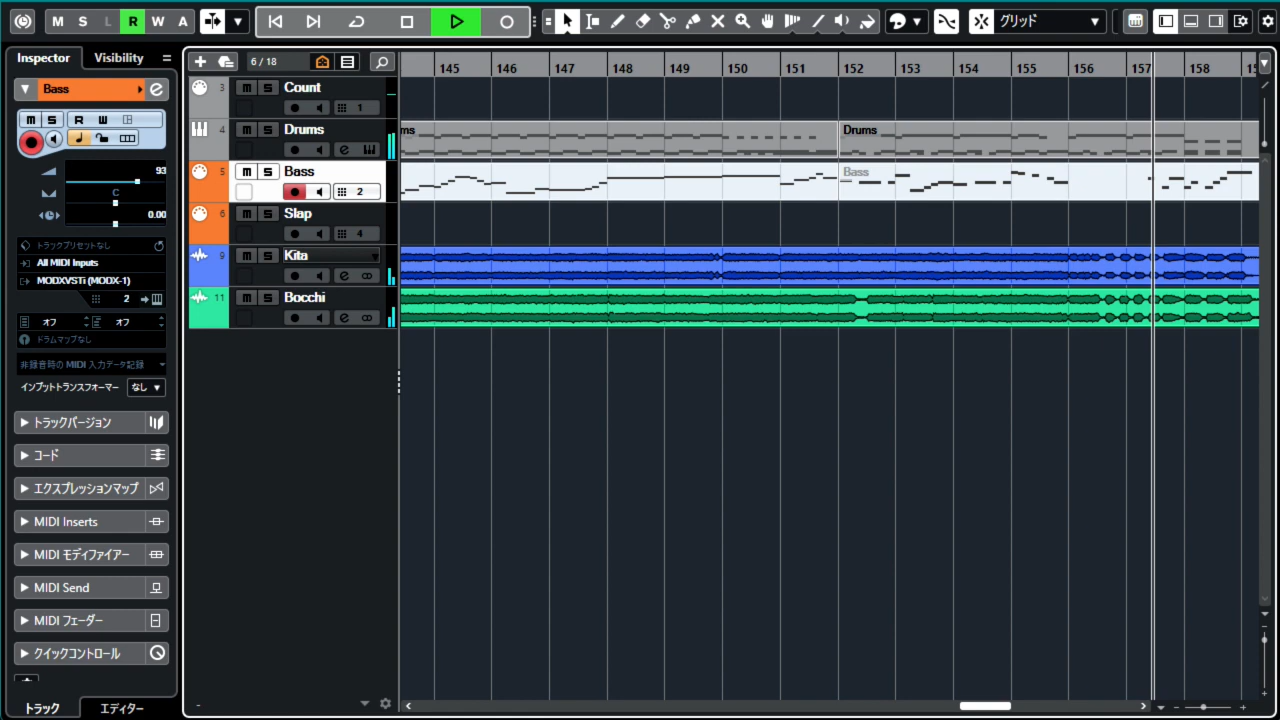 M S L R W A
グリッド
Inspector Visibility
6 / 18
145 146 147 148 149 150 151 152 153 154 155 156 157 158
Bass
M S R W
93
C
0.00
トラックプリセットなし
All MIDI Inputs
MODXVSTi (MODX-1)
2
オフ オフ
ドラムマップなし
非録音時の MIDI 入力データ記録
インプットトランスフォーマー なし
トラックバージョン
コード
エクスプレッションマップ
MIDI Inserts
MIDI モディファイアー
MIDI Send
MIDI フェーダー
クイックコントロール
トラック エディター
3 M S Count
1
4 M S Drums
ms Drums
5 M S Bass
2
Bass
6 M S Slap
4
9 M S Kita
11 M S Bocchi